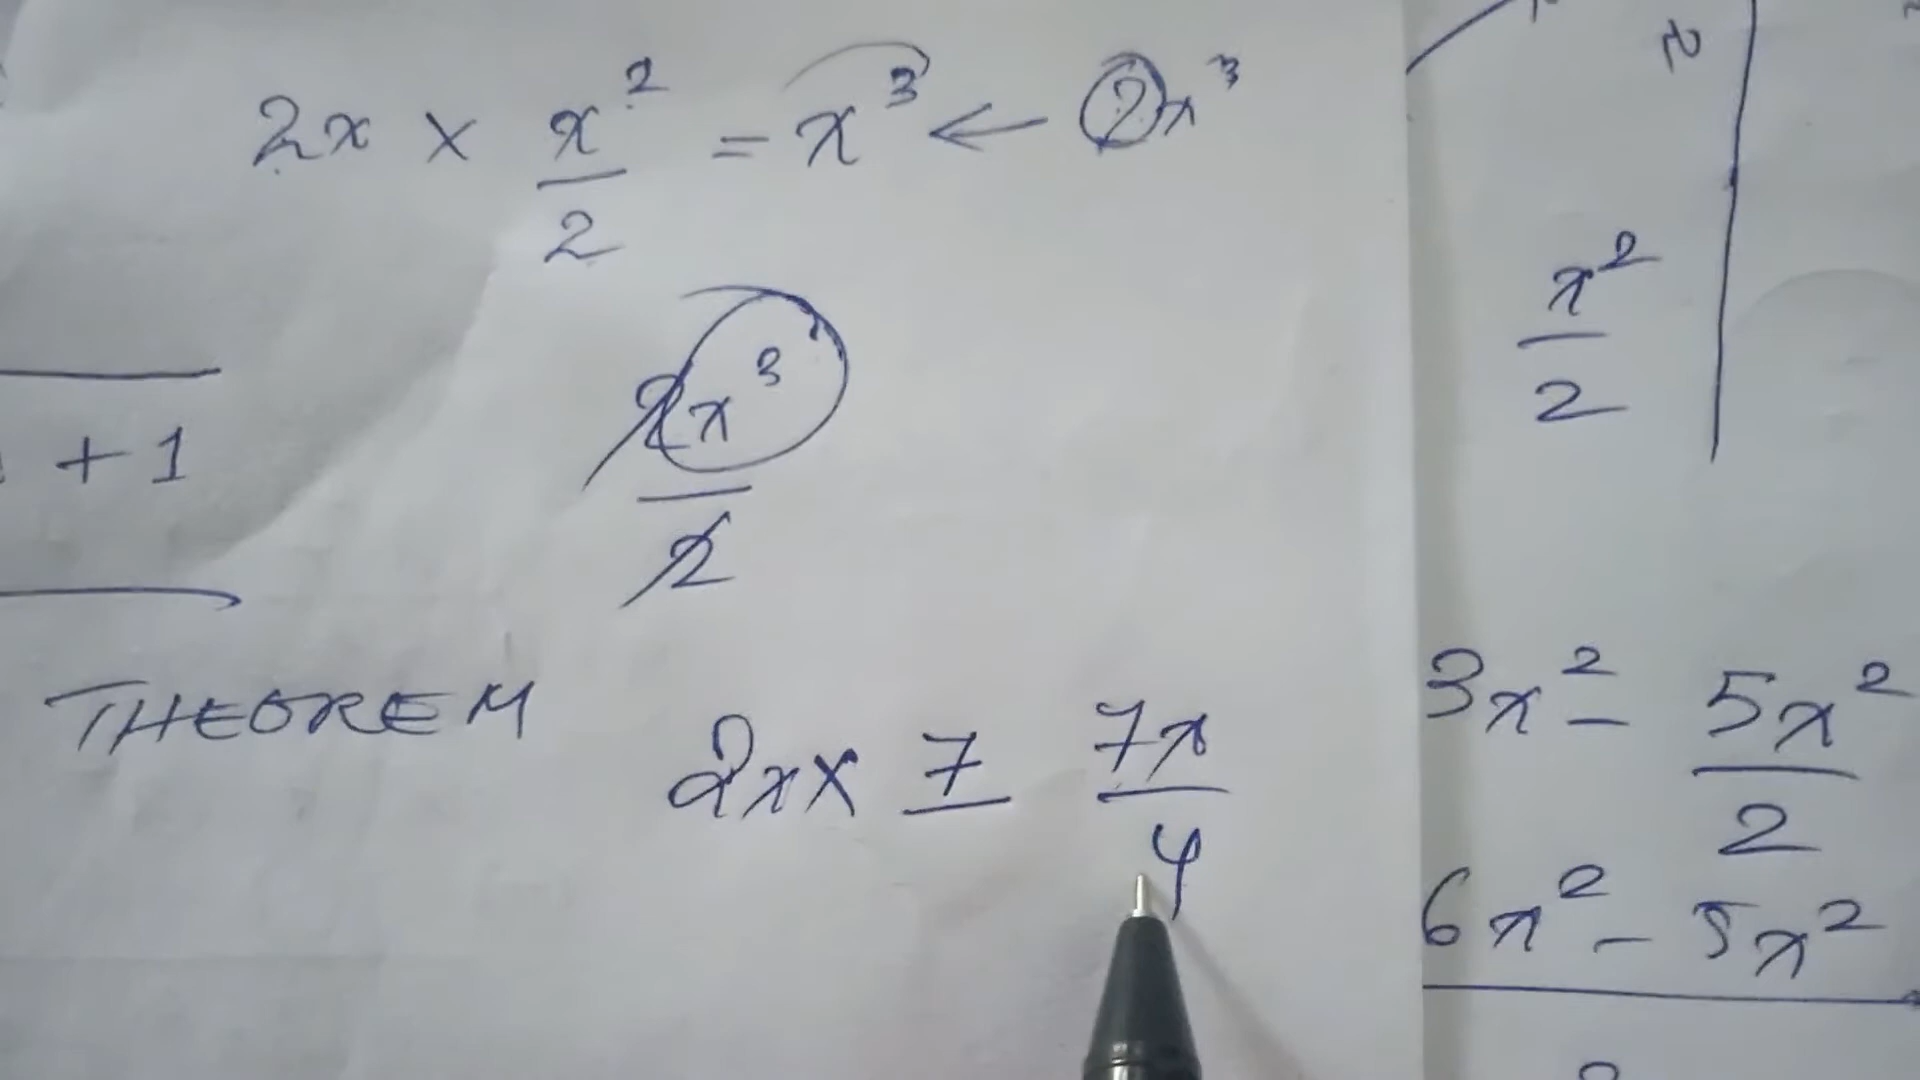 2x × x²/2 = x³ ← 2x³
2x³/2
+ 1
THEOREM
2x × 7 7x/4
2
x²/2
3x² - 5x²/2
6x² - 5x²